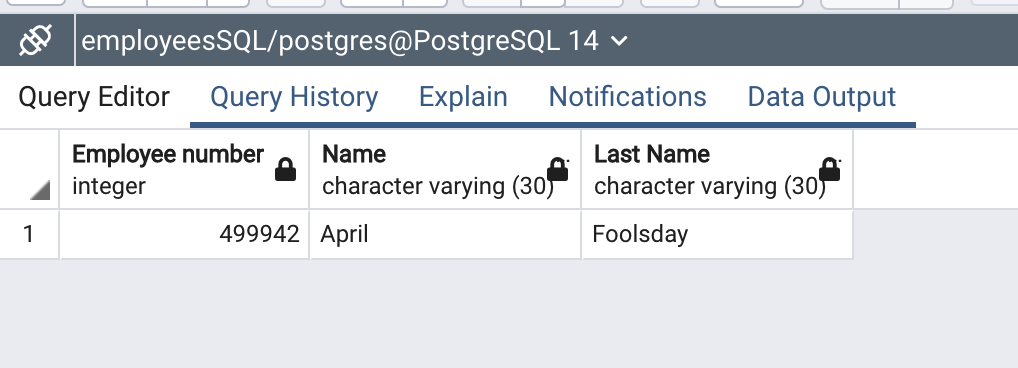 employeesSQL/postgres@PostgreSQL 14
Query Editor Query History Explain Notifications Data Output
Employee number Name Last Name
integer character varying (30) character varying (30)
1 499942 April Foolsday